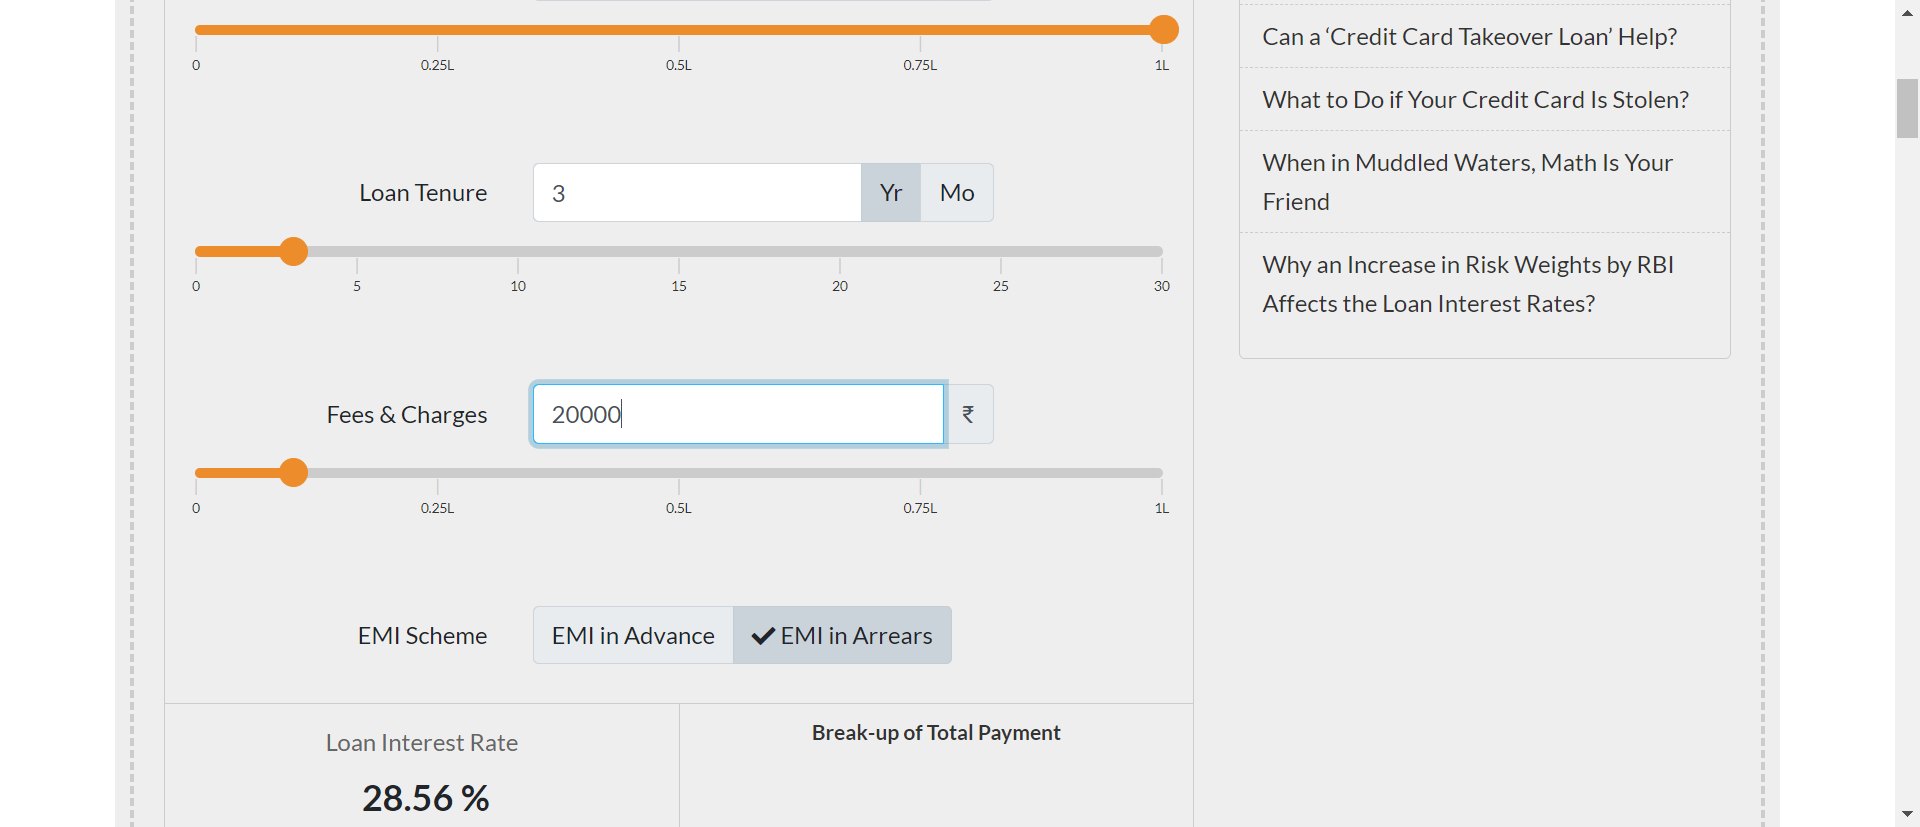 0 0.25L 0.5L 0.75L 1L
Loan Tenure 3 Yr Mo
0 5 10 15 20 25 30
Fees & Charges 20000 ₹
0 0.25L 0.5L 0.75L 1L
EMI Scheme EMI in Advance EMI in Arrears
Loan Interest Rate
28.56 %
Break-up of Total Payment
Can a ‘Credit Card Takeover Loan’ Help?
What to Do if Your Credit Card Is Stolen?
When in Muddled Waters, Math Is Your
Friend
Why an Increase in Risk Weights by RBI
Affects the Loan Interest Rates?